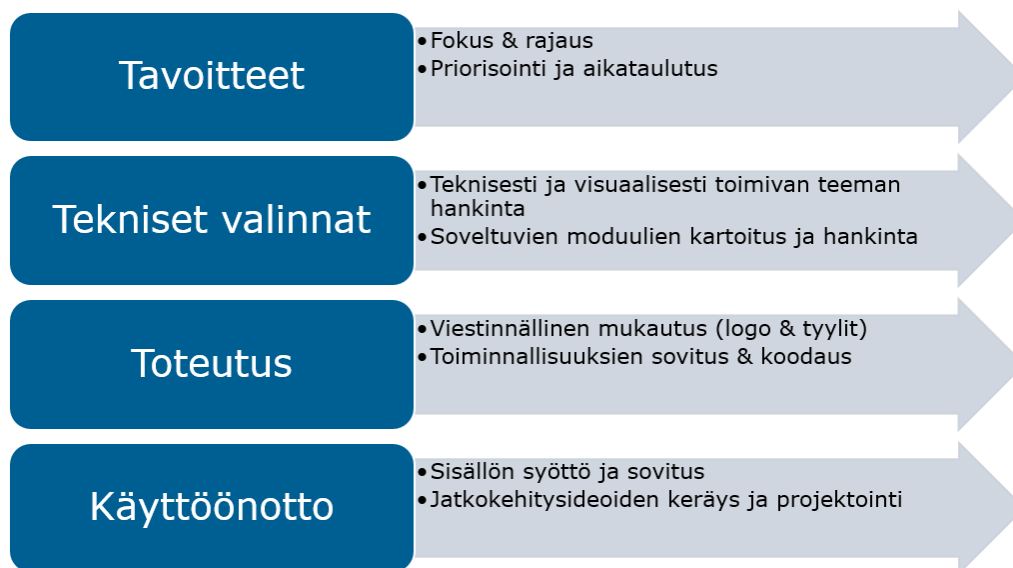 Tavoitteet
•Fokus & rajaus
•Priorisointi ja aikataulutus
Tekniset valinnat
•Teknisesti ja visuaalisesti toimivan teeman
hankinta
•Soveltuvien moduulien kartoitus ja hankinta
Toteutus
•Viestinnällinen mukautus (logo & tyylit)
•Toiminnallisuuksien sovitus & koodaus
Käyttöönotto
•Sisällön syöttö ja sovitus
•Jatkokehitysideoiden keräys ja projektointi